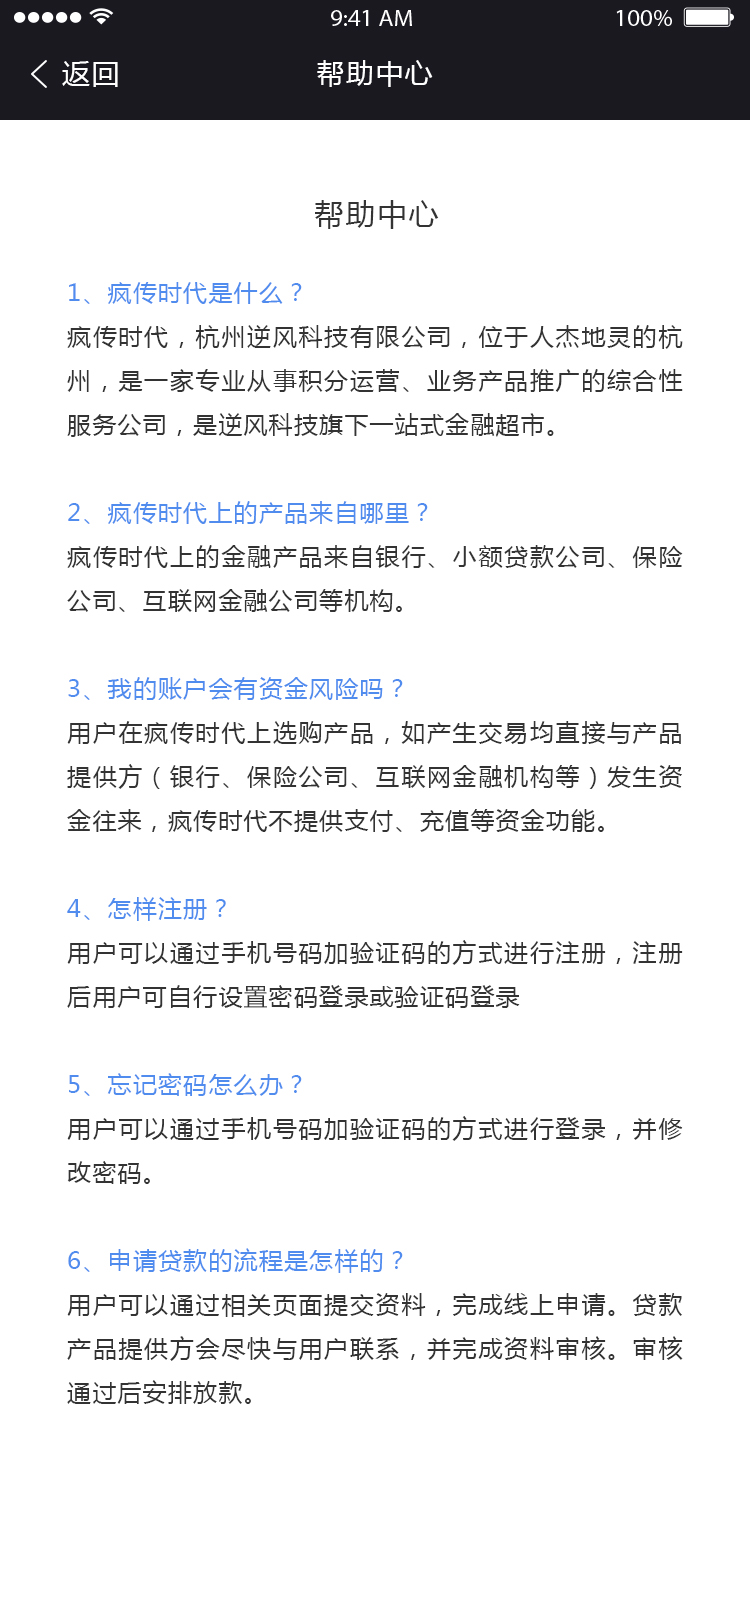 9:41 AM
100%
返回
帮助中心
帮助中心
1、疯传时代是什么？
疯传时代，杭州逆风科技有限公司，位于人杰地灵的杭
州，是一家专业从事积分运营、业务产品推广的综合性
服务公司，是逆风科技旗下一站式金融超市。
2、疯传时代上的产品来自哪里？
疯传时代上的金融产品来自银行、小额贷款公司、保险
公司、互联网金融公司等机构。
3、我的账户会有资金风险吗？
用户在疯传时代上选购产品，如产生交易均直接与产品
提供方（银行、保险公司、互联网金融机构等）发生资
金往来，疯传时代不提供支付、充值等资金功能。
4、怎样注册？
用户可以通过手机号码加验证码的方式进行注册，注册
后用户可自行设置密码登录或验证码登录
5、忘记密码怎么办？
用户可以通过手机号码加验证码的方式进行登录，并修
改密码。
6、申请贷款的流程是怎样的？
用户可以通过相关页面提交资料，完成线上申请。贷款
产品提供方会尽快与用户联系，并完成资料审核。审核
通过后安排放款。